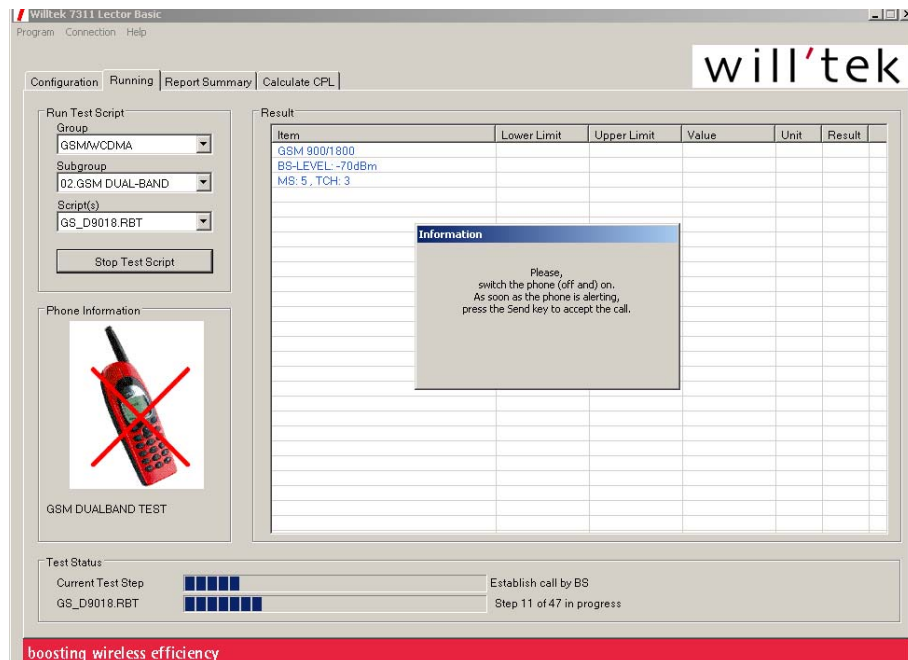 Willtek 7311 Lector Basic
Program Connection Help
will'tek
Configuration Running Report Summary Calculate CPL
Run Test Script
Group
GSM/WCDMA
Subgroup
02.GSM DUAL-BAND
Script(s)
GS_D9018.RBT
Stop Test Script
Phone Information
GSM DUALBAND TEST
Result
Item Lower Limit Upper Limit Value Unit Result
GSM 900/1800
BS-LEVEL: -70dBm
MS: 5 , TCH: 3
Information
Please,
switch the phone (off and) on.
As soon as the phone is alerting,
press the Send key to accept the call.
Test Status
Current Test Step Establish call by BS
GS_D9018.RBT Step 11 of 47 in progress
boosting wireless efficiency